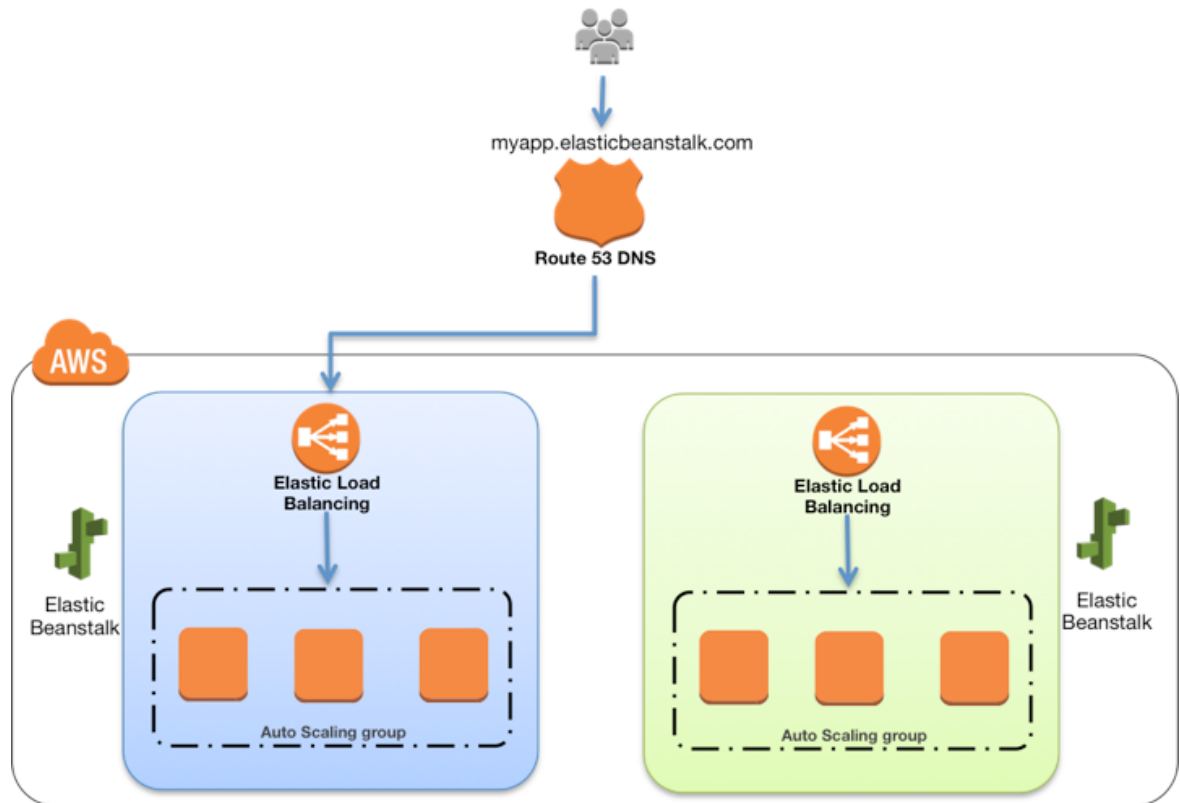 myapp.elasticbeanstalk.com
Route 53 DNS
AWS
Elastic Load
Balancing
Elastic
Beanstalk
Auto Scaling group
Elastic Load
Balancing
Elastic
Beanstalk
Auto Scaling group